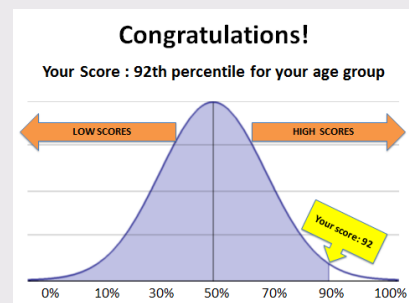 Congratulations!
Your Score : 92th percentile for your age group
LOW SCORES
HIGH SCORES
Your score: 92
0%
10%
30%
50%
70%
90%
100%